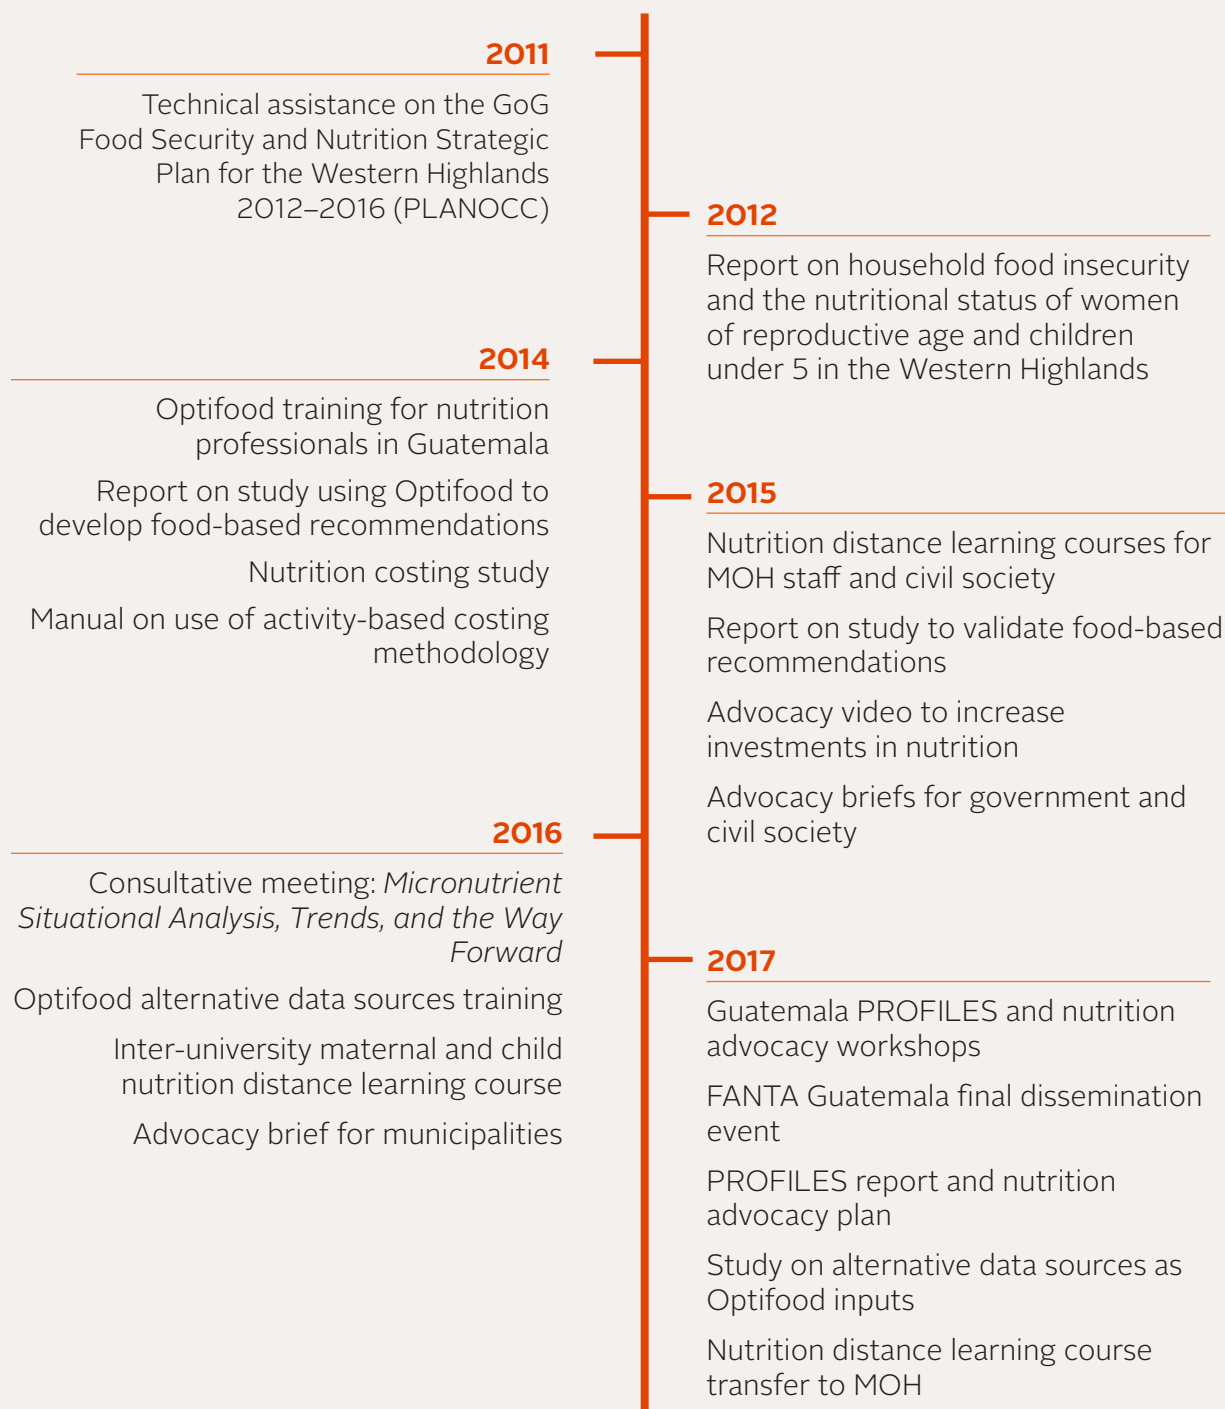 2011
Technical assistance on the GoG
Food Security and Nutrition Strategic
Plan for the Western Highlands
2012–2016 (PLANOCC)
2012
Report on household food insecurity
and the nutritional status of women
of reproductive age and children
under 5 in the Western Highlands
2014
Optifood training for nutrition
professionals in Guatemala
Report on study using Optifood to
develop food-based recommendations
Nutrition costing study
Manual on use of activity-based costing
methodology
2015
Nutrition distance learning courses for
MOH staff and civil society
Report on study to validate food-based
recommendations
Advocacy video to increase
investments in nutrition
Advocacy briefs for government and
civil society
2016
Consultative meeting: Micronutrient
Situational Analysis, Trends, and the Way
Forward
Optifood alternative data sources training
Inter-university maternal and child
nutrition distance learning course
Advocacy brief for municipalities
2017
Guatemala PROFILES and nutrition
advocacy workshops
FANTA Guatemala final dissemination
event
PROFILES report and nutrition
advocacy plan
Study on alternative data sources as
Optifood inputs
Nutrition distance learning course
transfer to MOH